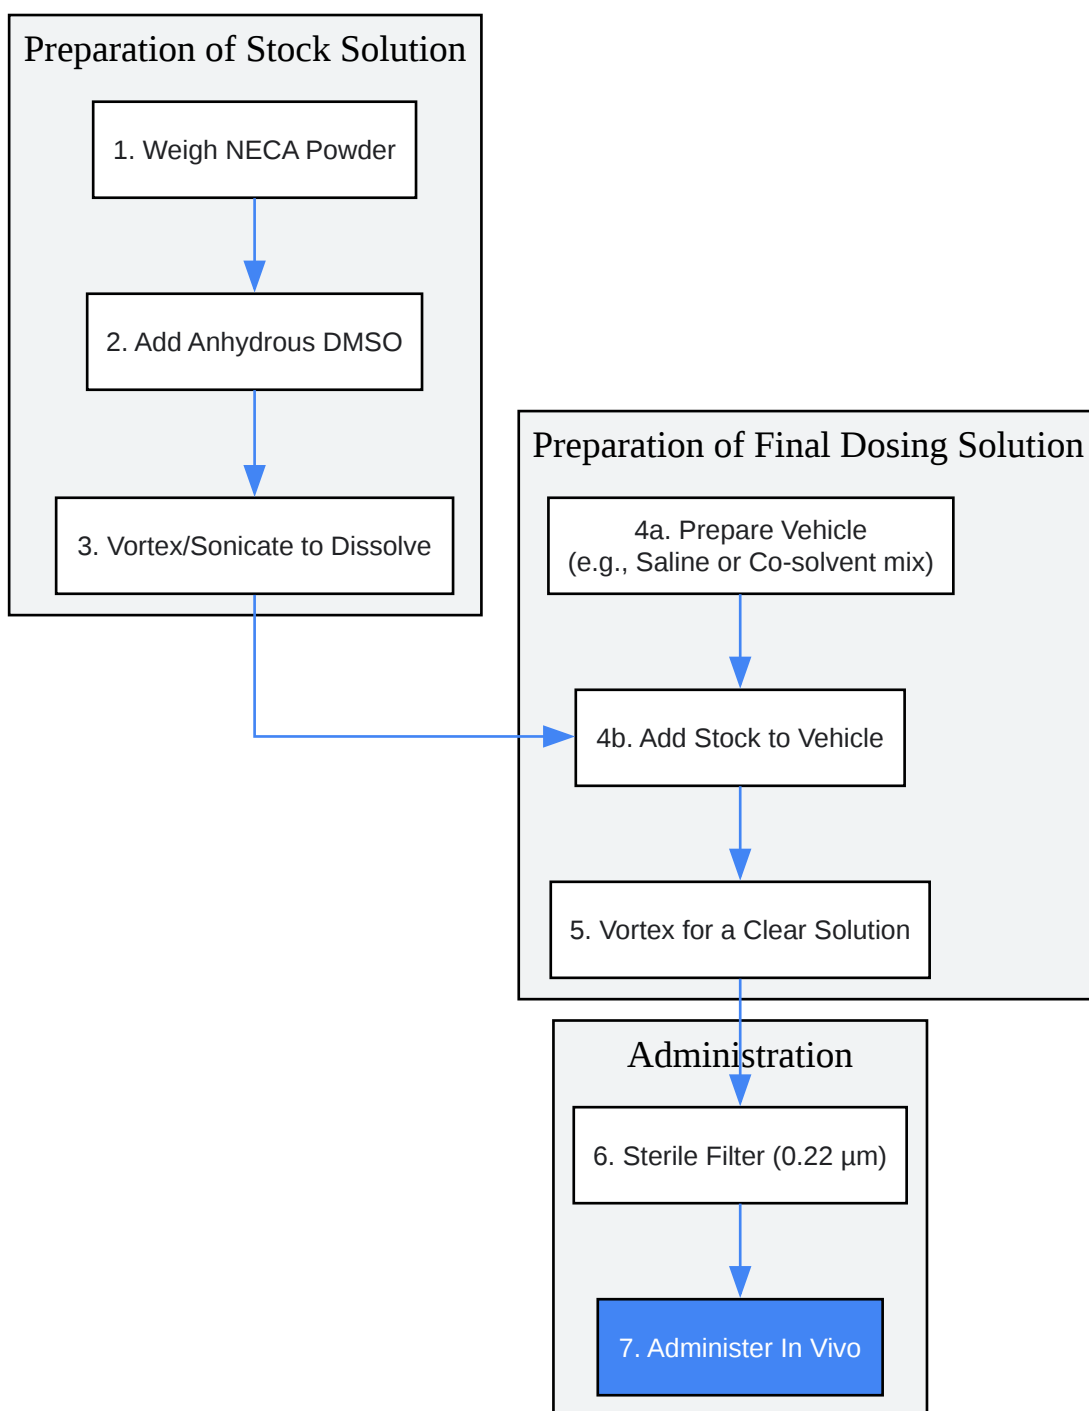 Preparation of Stock Solution
1. Weigh NECA Powder
2. Add Anhydrous DMSO
3. Vortex/Sonicate to Dissolve
Preparation of Final Dosing Solution
4a. Prepare Vehicle
(e.g., Saline or Co-solvent mix)
4b. Add Stock to Vehicle
5. Vortex for a Clear Solution
Administration
6. Sterile Filter (0.22 µm)
7. Administer In Vivo